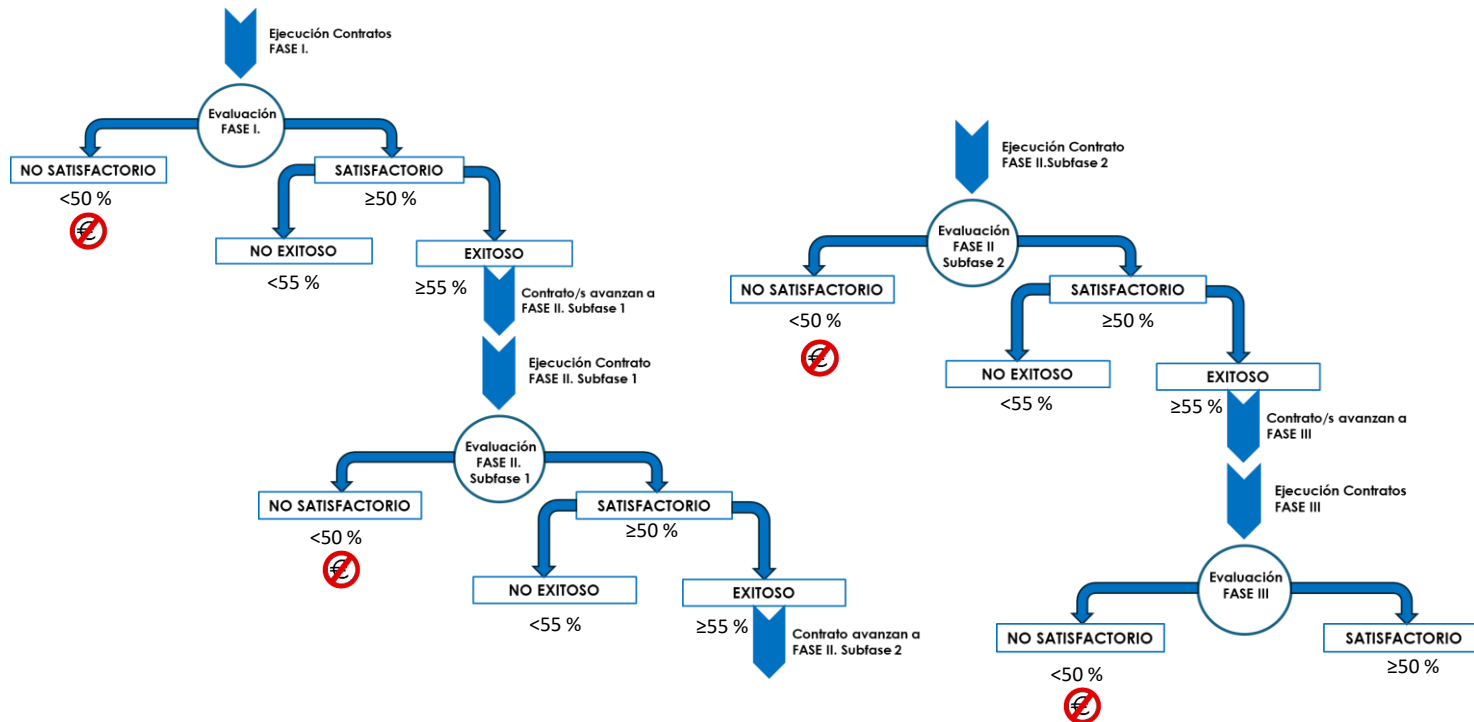 Ejecución Contratos
FASE I.
Evaluación
FASE I.
NO SATISFACTORIO
<50 %
€
SATISFACTORIO
≥50 %
NO EXITOSO
<55 %
EXITOSO
≥55 %
Contrato/s avanzan a
FASE II. Subfase 1
Ejecución Contrato
FASE II. Subfase 1
Evaluación
FASE II.
Subfase 1
NO SATISFACTORIO
<50 %
€
SATISFACTORIO
≥50 %
NO EXITOSO
<55 %
EXITOSO
≥55 %
Contrato avanzan a
FASE II. Subfase 2
Ejecución Contrato
FASE II.Subfase 2
Evaluación
FASE II
Subfase 2
NO SATISFACTORIO
<50 %
€
SATISFACTORIO
≥50 %
NO EXITOSO
<55 %
EXITOSO
≥55 %
Contrato/s avanzan a
FASE III
Ejecución Contratos
FASE III
Evaluación
FASE III
NO SATISFACTORIO
<50 %
€
SATISFACTORIO
≥50 %